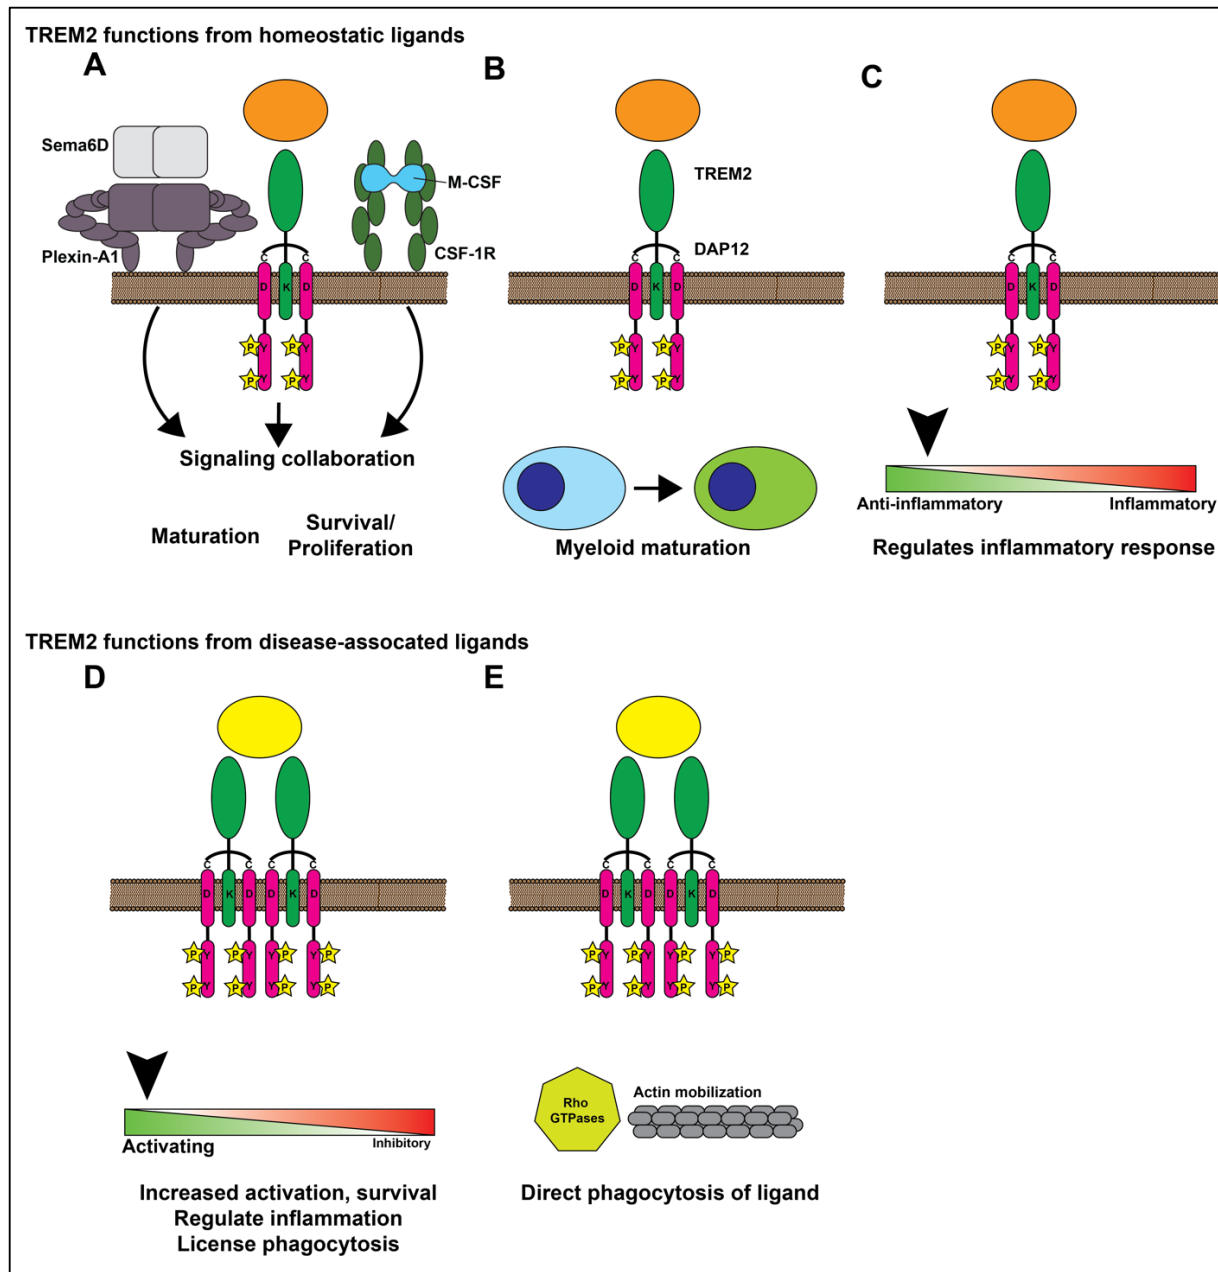 TREM2 functions from homeostatic ligands
A
B
C
Sema6D
Plexin-A1
M-CSF
CSF-1R
C
C
D
K
D
P
Y
P
Y
P
Y
P
Y
Signaling collaboration
Maturation
Survival/
Proliferation
TREM2
DAP12
C
C
D
K
D
P
Y
P
Y
P
Y
P
Y
Myeloid maturation
C
C
D
K
D
P
Y
P
Y
P
Y
P
Y
Anti-inflammatory
Inflammatory
Regulates inflammatory response
TREM2 functions from disease-assocated ligands
D
E
C
C
C
C
D
K
D
D
K
D
P
Y
P
Y
Y
P
Y
P
P
Y
P
Y
Y
P
Y
P
Activating
Inhibitory
Increased activation, survival
Regulate inflammation
License phagocytosis
C
C
C
C
D
K
D
D
K
D
P
Y
P
Y
Y
P
Y
P
P
Y
P
Y
Y
P
Y
P
Rho
GTPases
Actin mobilization
Direct phagocytosis of ligand